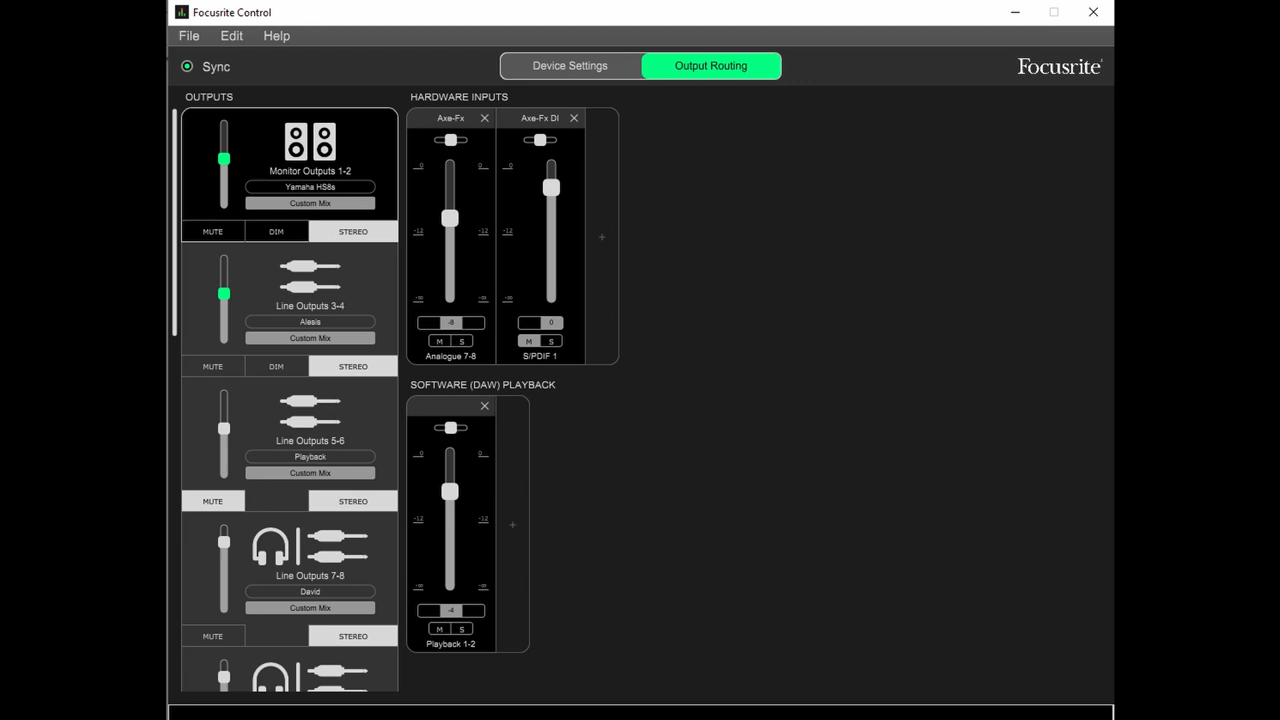 Focusrite Control
File Edit Help
Sync
Device Settings
Output Routing
Focusrite
OUTPUTS
Monitor Outputs 1-2
Yamaha HS8s
Custom Mix
MUTE DIM STEREO
Line Outputs 3-4
Alesis
Custom Mix
MUTE DIM STEREO
Line Outputs 5-6
Playback
Custom Mix
MUTE STEREO
Line Outputs 7-8
David
Custom Mix
MUTE STEREO
HARDWARE INPUTS
Axe-Fx
Axe-Fx DI
0 0 0
-12 -12 -12
-∞ -∞ -∞
-8
0
M S
M S
Analogue 7-8
S/PDIF 1
+
SOFTWARE (DAW) PLAYBACK
0 0
-12 -12
-∞ -∞
-4
M S
Playback 1-2
+